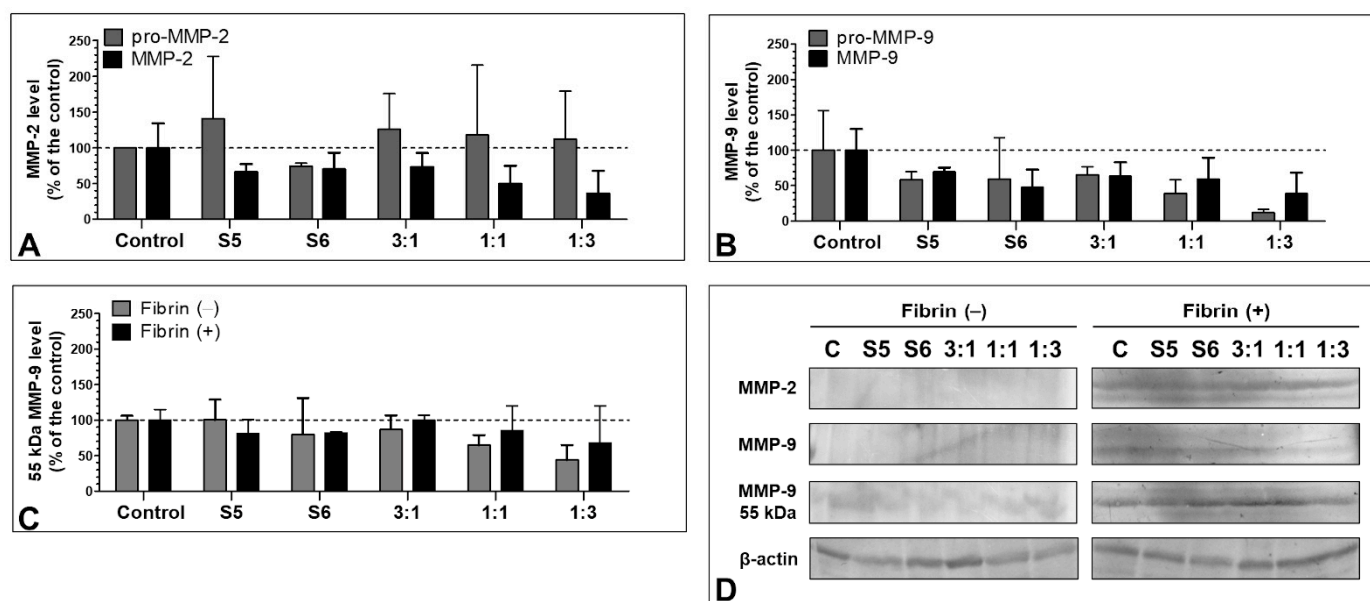 pro-MMP-2
MMP-2
MMP-2 level
(% of the control)
250
200
150
100
50
0
Control S5 S6 3:1 1:1 1:3
A
pro-MMP-9
MMP-9
MMP-9 level
(% of the control)
250
200
150
100
50
0
Control S5 S6 3:1 1:1 1:3
B
Fibrin (–)
Fibrin (+)
55 kDa MMP-9 level
(% of the control)
250
200
150
100
50
0
Control S5 S6 3:1 1:1 1:3
C
Fibrin (–) Fibrin (+)
C S5 S6 3:1 1:1 1:3 C S5 S6 3:1 1:1 1:3
MMP-2
MMP-9
MMP-9
55 kDa
β-actin
D